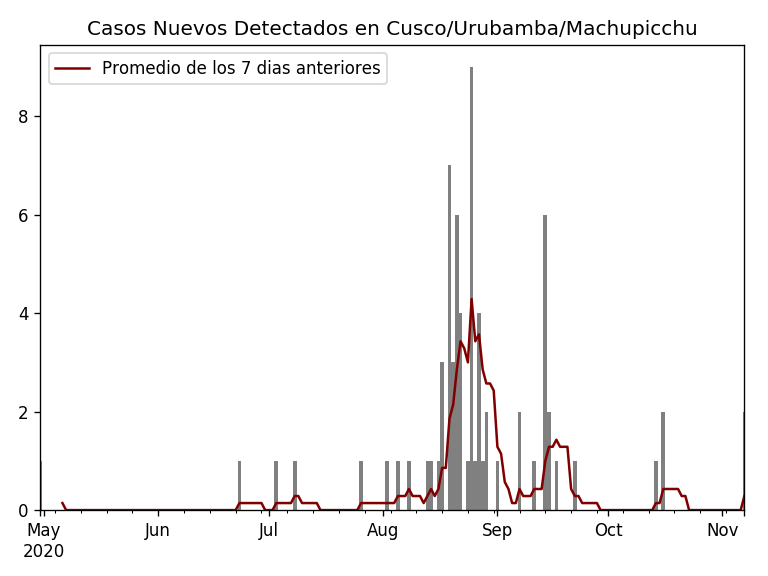 Casos Nuevos Detectados en Cusco/Urubamba/Machupicchu
Promedio de los 7 dias anteriores
8
6
4
2
0
May Jun Jul Aug Sep Oct Nov
2020